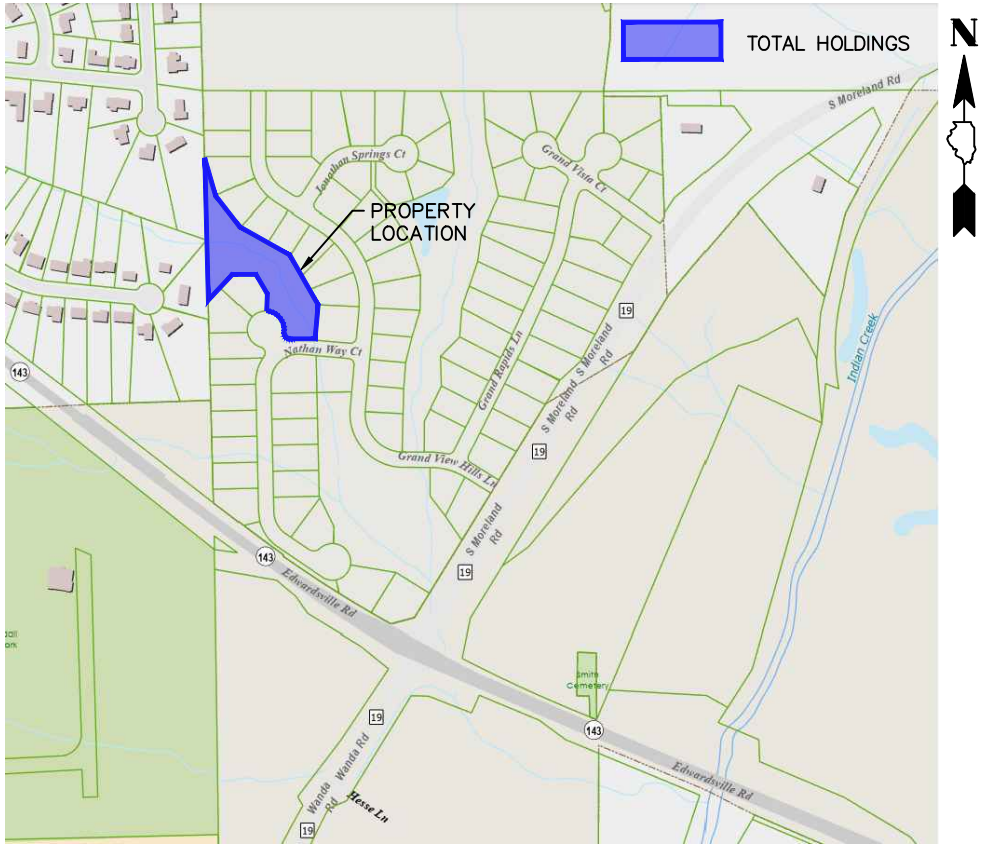 TOTAL HOLDINGS
N
S Moreland Rd
Jonathan Springs Ct
Grand Vista Ct
PROPERTY
LOCATION
19
Indian Creek
Nathan Way Ct
143
Grand Rapids Ln
S Moreland
Rd
S Moreland
Rd
19
Grand View Hills Ln
S Moreland
Rd
143
19
Edwardsville Rd
Smith
Cemetery
19
143
Wanda Rd
Wanda
Rd
Edwardsville Rd
Hesse Ln
19